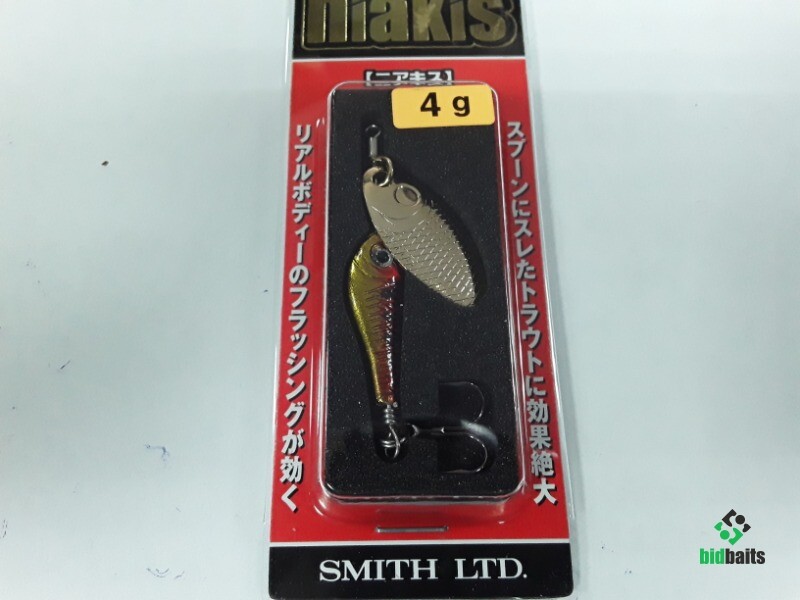 niakis
【ニアキス】
4g
スプーンにスレたトラウトに効果絶大
リアルボディーのフラッシングが効く
SMITH LTD.
bidbaits